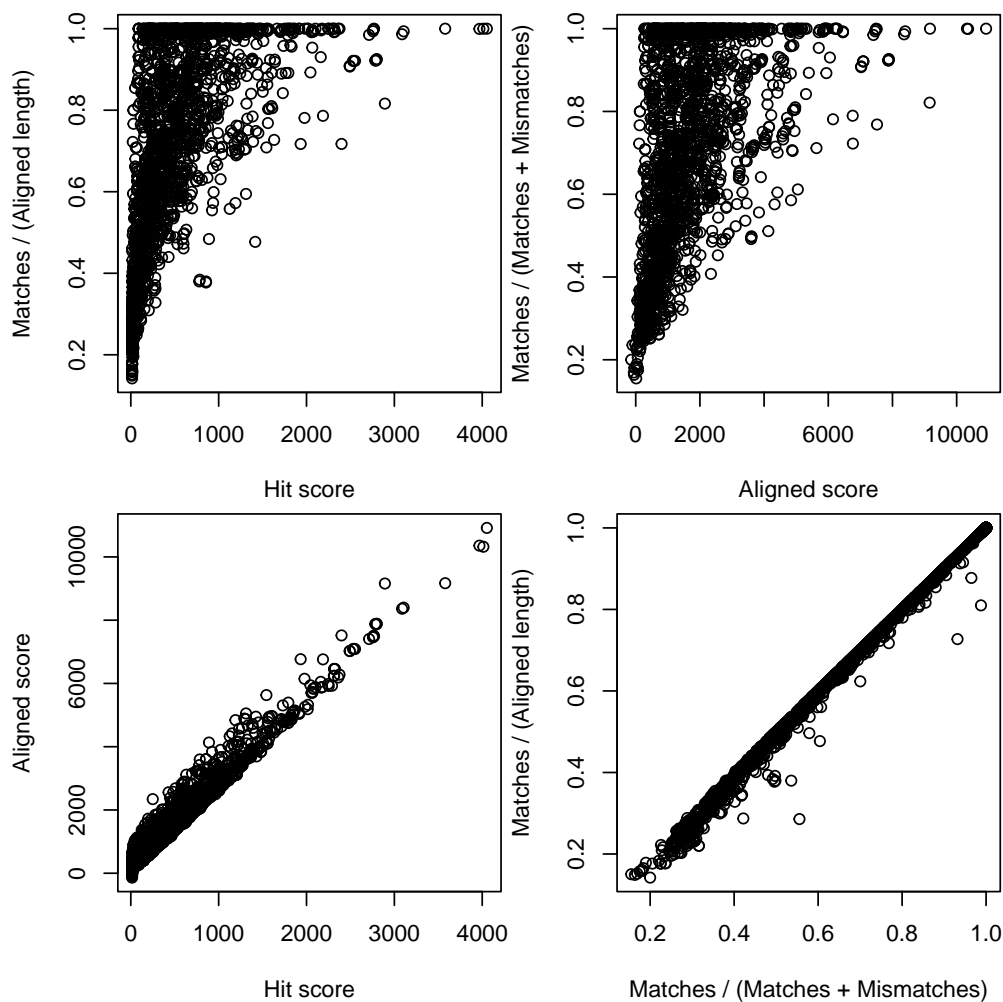 Matches / (Aligned length)
1.0
0.8
0.6
0.4
0.2
0 1000 2000 3000 4000
Hit score
Matches / (Matches + Mismatches)
1.0
0.8
0.6
0.4
0.2
0 2000 6000 10000
Aligned score
Aligned score
10000
6000
2000
0
0 1000 2000 3000 4000
Hit score
Matches / (Aligned length)
1.0
0.8
0.6
0.4
0.2
0.2 0.4 0.6 0.8 1.0
Matches / (Matches + Mismatches)